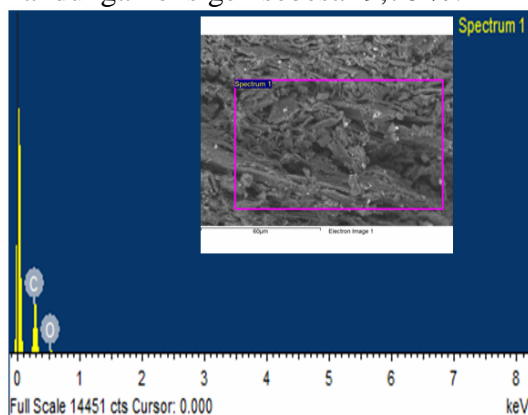 Spectrum 1
Spectrum 1
60µm
Electron Image 1
C
O
0 1 2 3 4 5 6 7 8
Full Scale 14451 cts Cursor: 0.000
keV